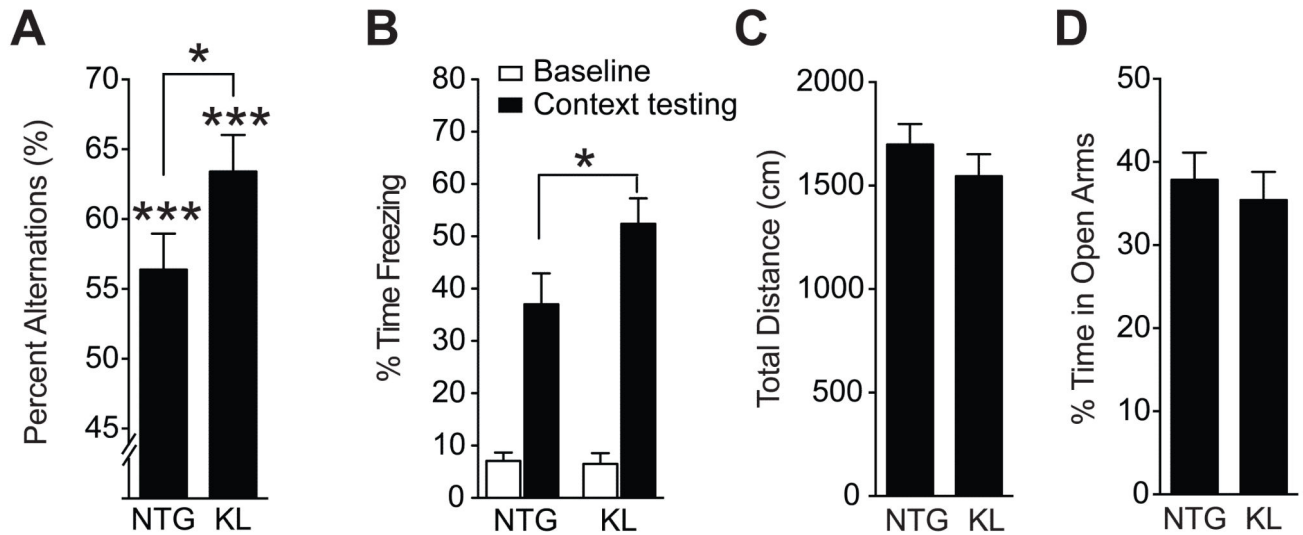 A
Percent Alternations (%)
70
65
60
55
50
45
*
***
***
NTG KL
B
% Time Freezing
80
70
60
50
40
30
20
10
0
Baseline
Context testing
*
NTG KL
C
Total Distance (cm)
2000
1500
1000
500
0
NTG KL
D
% Time in Open Arms
50
40
30
20
10
0
NTG KL